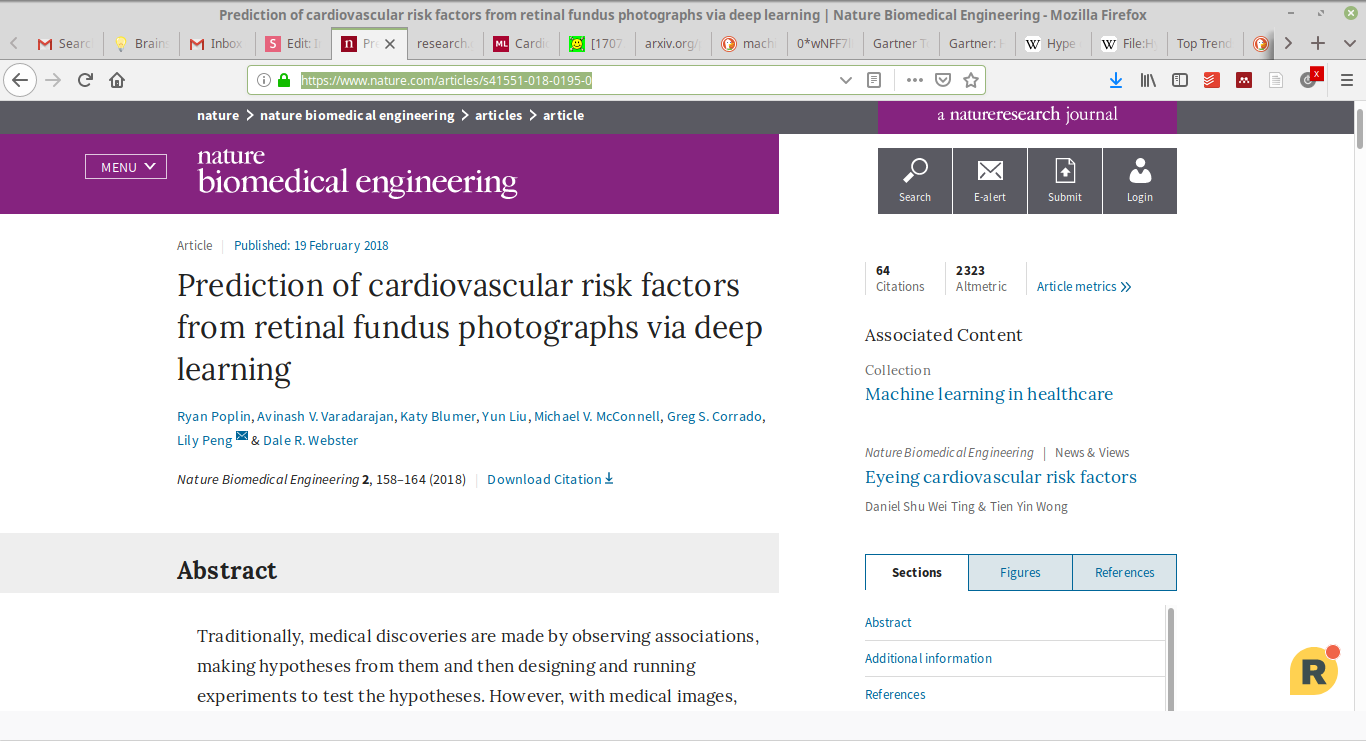 Prediction of cardiovascular risk factors from retinal fundus photographs via deep learning | Nature Biomedical Engineering - Mozilla Firefox
Searc Brains Inbox Edit: I Pr research. Cardi [1707 arxiv.org/ mach 0*wNFF7 Gartner T Gartner: H Hype File:Hy Top Trend
https://www.nature.com/articles/s41551-018-0195-0
nature > nature biomedical engineering > articles > article
a natureresearch journal
MENU
nature
biomedical engineering
Search E-alert Submit Login
Article | Published: 19 February 2018
Prediction of cardiovascular risk factors
from retinal fundus photographs via deep
learning
Ryan Poplin, Avinash V. Varadarajan, Katy Blumer, Yun Liu, Michael V. McConnell, Greg S. Corrado,
Lily Peng & Dale R. Webster
Nature Biomedical Engineering 2, 158–164 (2018) | Download Citation
Abstract
Traditionally, medical discoveries are made by observing associations,
making hypotheses from them and then designing and running
experiments to test the hypotheses. However, with medical images,
64 2323
Citations Altmetric Article metrics
Associated Content
Collection
Machine learning in healthcare
Nature Biomedical Engineering | News & Views
Eyeing cardiovascular risk factors
Daniel Shu Wei Ting & Tien Yin Wong
Sections Figures References
Abstract
Additional information
References
R